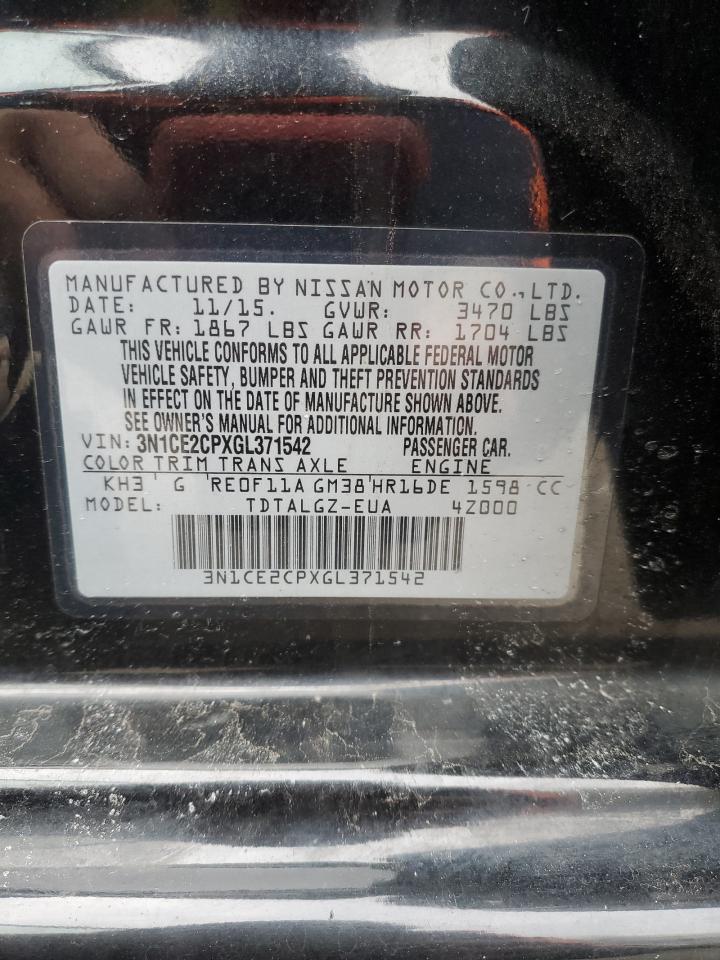 MANUFACTURED BY NISSAN MOTOR CO.,LTD.
DATE: 11/15. GVWR: 3470 LBS
GAWR FR: 1867 LBS GAWR RR: 1704 LBS
THIS VEHICLE CONFORMS TO ALL APPLICABLE FEDERAL MOTOR
VEHICLE SAFETY, BUMPER AND THEFT PREVENTION STANDARDS
IN EFFECT ON THE DATE OF MANUFACTURE SHOWN ABOVE.
SEE OWNER'S MANUAL FOR ADDITIONAL INFORMATION.
VIN: 3N1CE2CPXGL371542 PASSENGER CAR.
COLOR TRIM TRANS AXLE ENGINE
KH3 G RE0F11A GM38 HR16DE 1598 CC
MODEL: TDTALGZ-EUA 4Z000
3N1CE2CPXGL371542